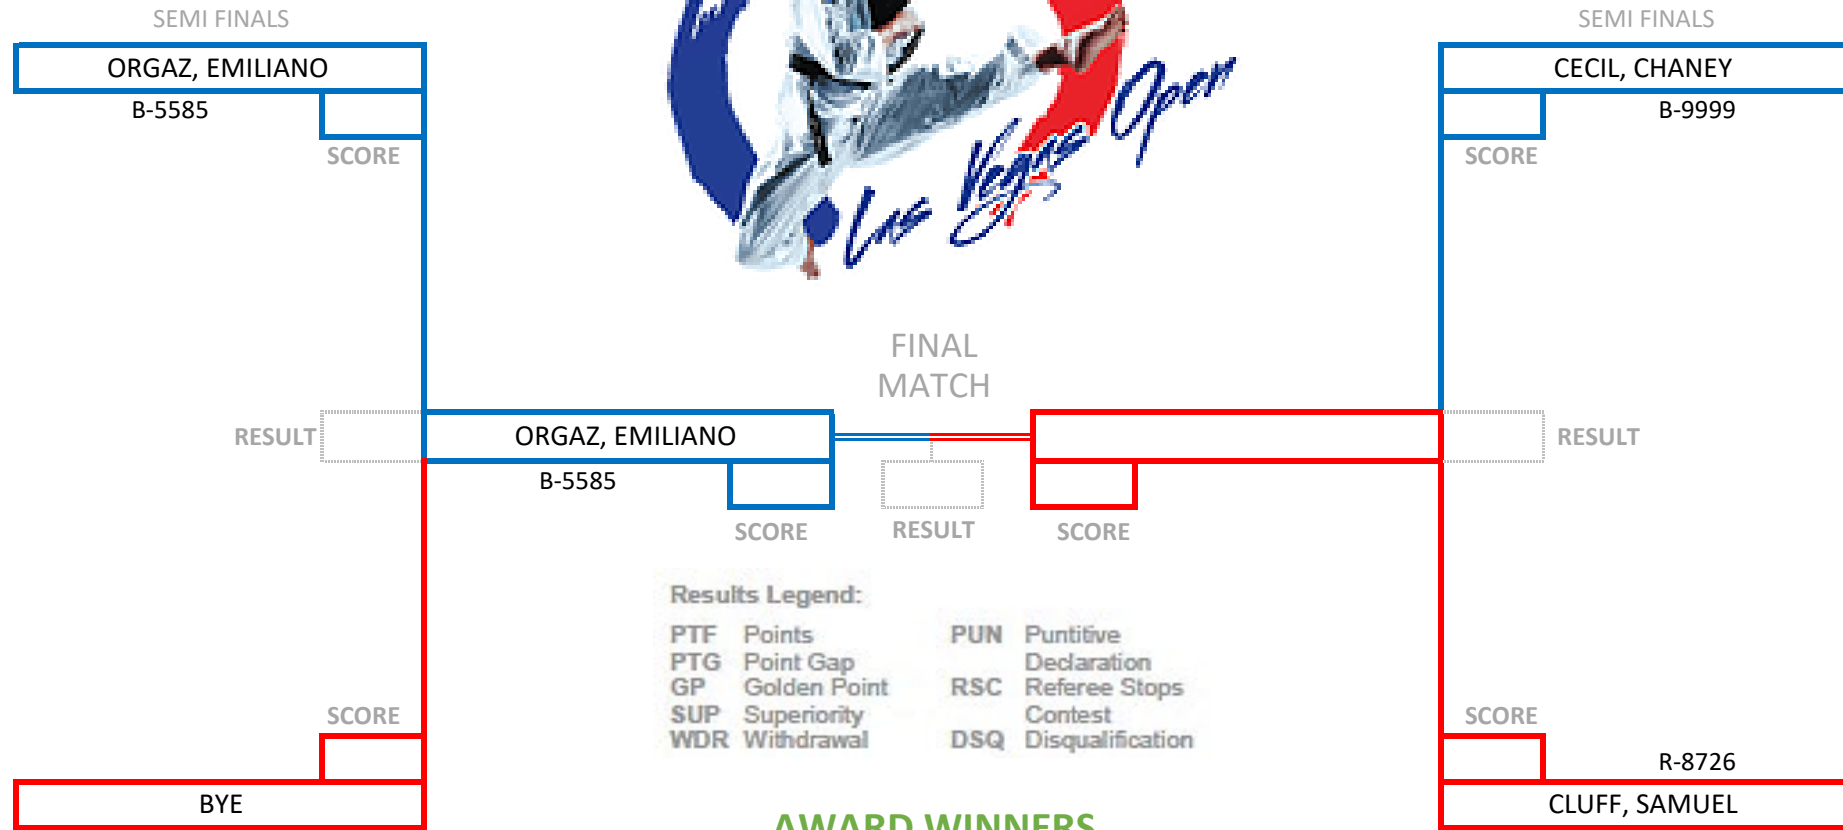 SEMI FINALS
SEMI FINALS
ORGAZ, EMILIANO
CECIL, CHANEY
B-5585
B-9999
SCORE
SCORE
Las Vegas Open
FINAL
MATCH
RESULT
ORGAZ, EMILIANO
RESULT
B-5585
SCORE
RESULT
SCORE
Results Legend:
PTF Points
PTG Point Gap
GP Golden Point
SUP Superiority
WDR Withdrawal
PUN Puntitive
Declaration
RSC Referee Stops
Contest
DSQ Disqualification
SCORE
SCORE
R-8726
BYE
CLUFF, SAMUEL
AWARD WINNERS